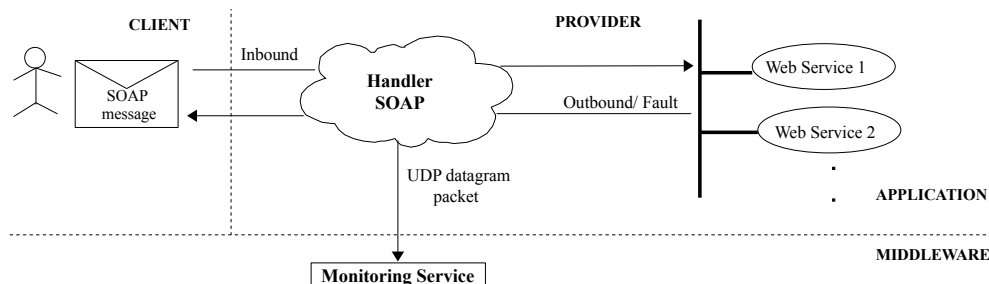 CLIENT
PROVIDER
Inbound
Handler
SOAP
SOAP
message
Web Service 1
Outbound/ Fault
Web Service 2
UDP datagram
packet
.
.
APPLICATION
MIDDLEWARE
Monitoring Service